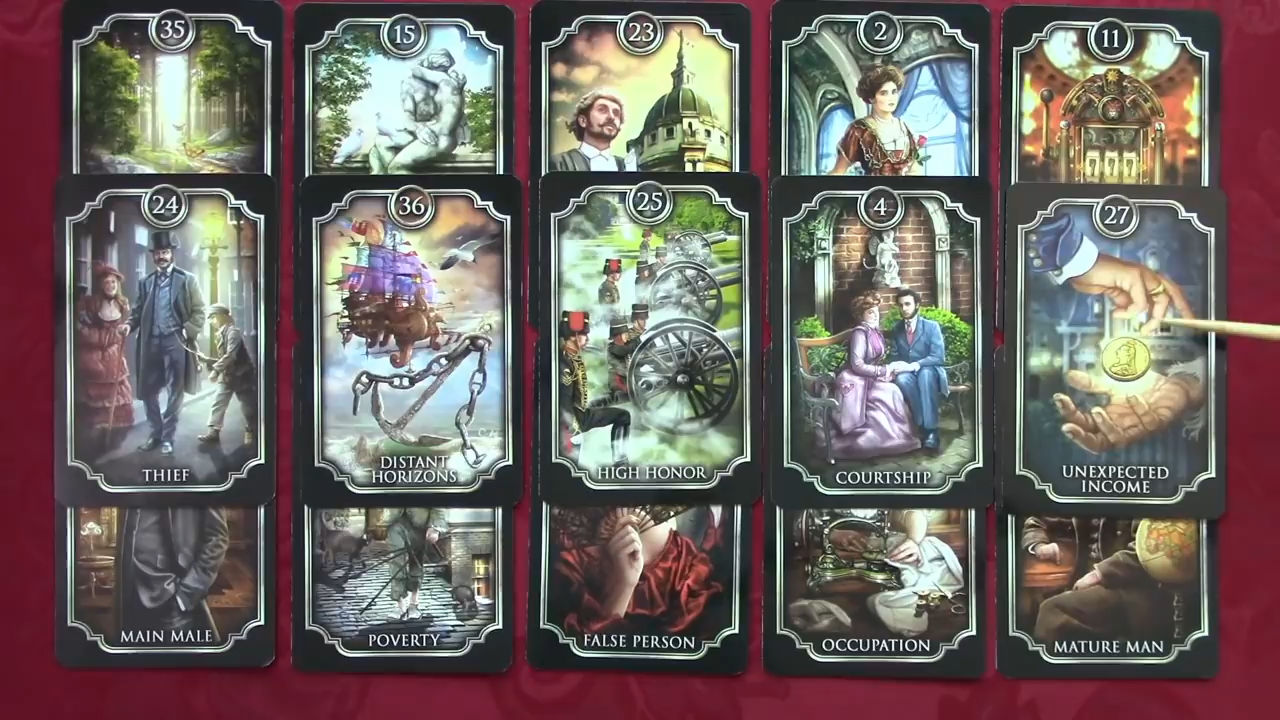 35
15
23
2
11
777
24
THIEF
36
DISTANT
HORIZONS
25
HIGH HONOR
4
COURTSHIP
27
UNEXPECTED
INCOME
MAIN MALE
POVERTY
FALSE PERSON
OCCUPATION
MATURE MAN